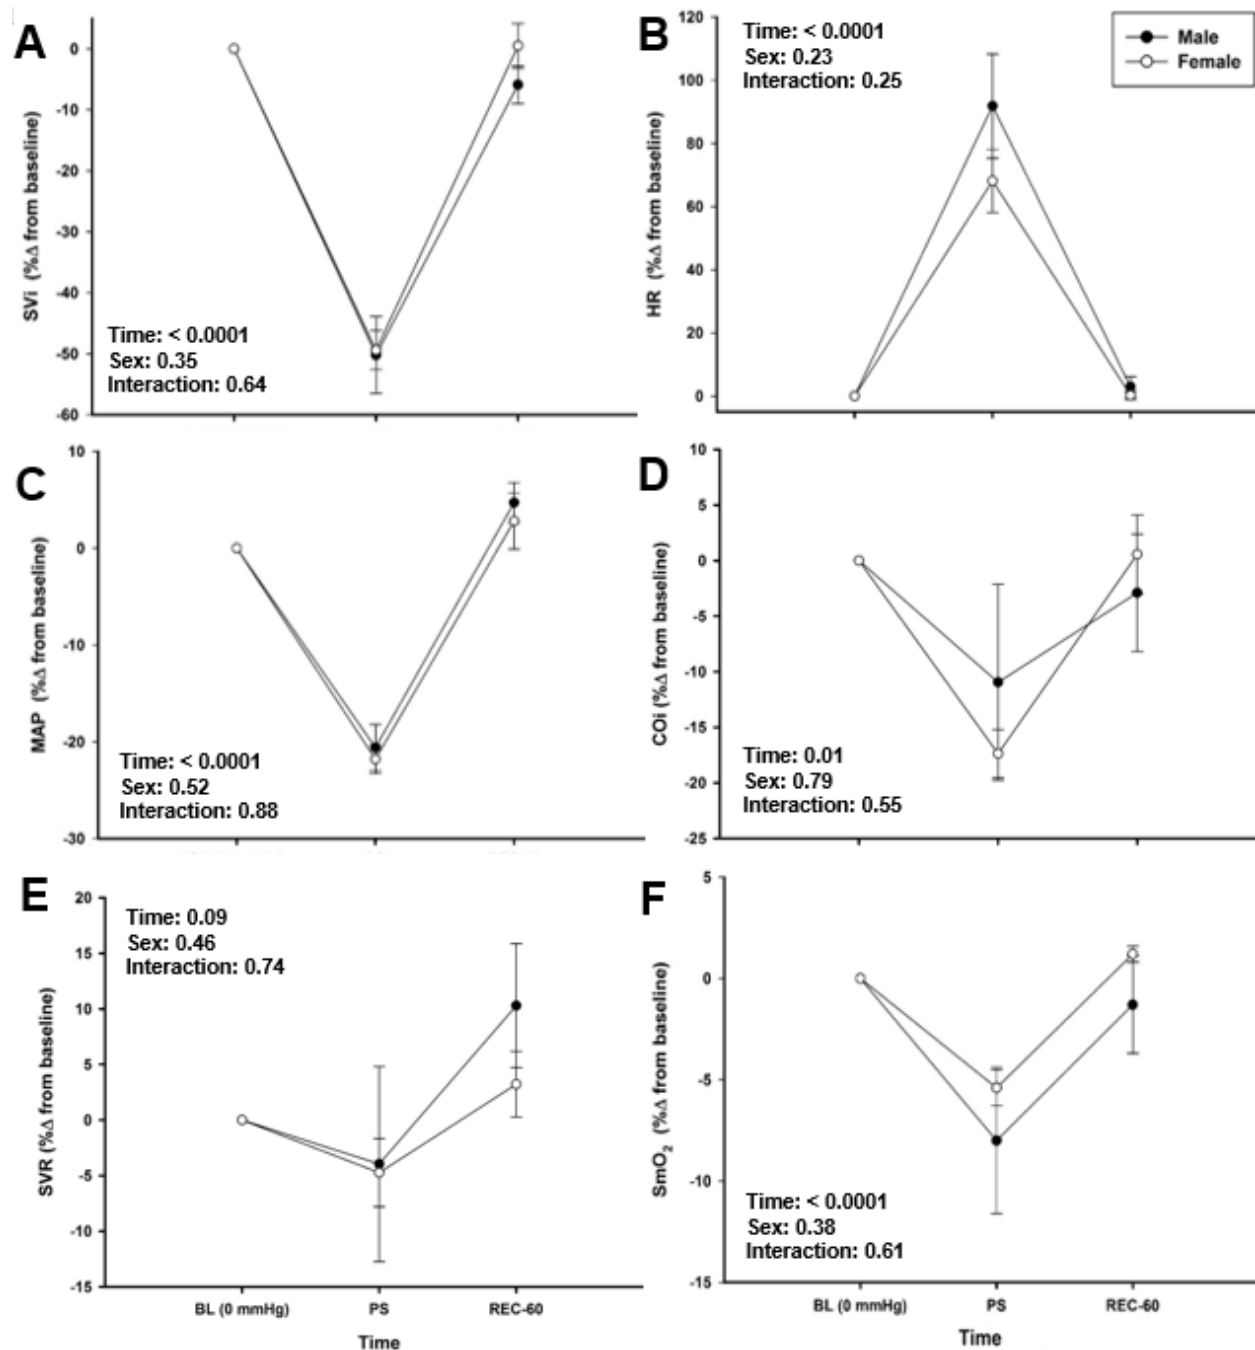 A
0
-10
-20
-30
-40
-50
-60
SVi (%Δ from baseline)
Time: < 0.0001
Sex: 0.35
Interaction: 0.64
B
120
100
80
60
40
20
0
HR (%Δ from baseline)
Time: < 0.0001
Sex: 0.23
Interaction: 0.25
Male
Female
C
10
0
-10
-20
-30
MAP (%Δ from baseline)
Time: < 0.0001
Sex: 0.52
Interaction: 0.88
D
10
5
0
-5
-10
-15
-20
-25
COi (%Δ from baseline)
Time: 0.01
Sex: 0.79
Interaction: 0.55
E
20
15
10
5
0
-5
-10
-15
SVR (%Δ from baseline)
Time: 0.09
Sex: 0.46
Interaction: 0.74
BL (0 mmHg) PS REC-60
Time
F
5
0
-5
-10
-15
SmO₂ (%Δ from baseline)
Time: < 0.0001
Sex: 0.38
Interaction: 0.61
BL (0 mmHg) PS REC-60
Time